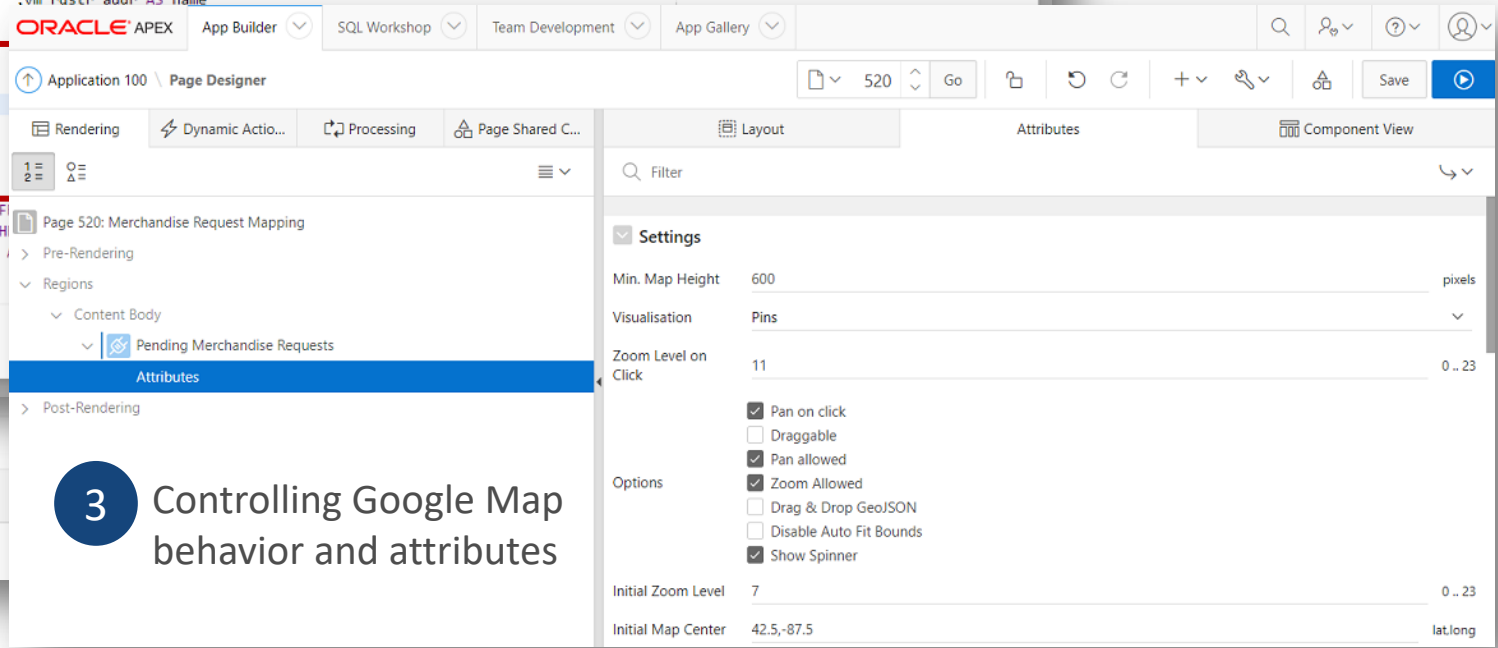 .vm_rdstr_addr AS name
ORACLE APEX App Builder SQL Workshop Team Development App Gallery
Application 100 \ Page Designer 520 Go Save
Rendering Dynamic Actio... Processing Page Shared C... Layout Attributes Component View
Filter
Page 520: Merchandise Request Mapping
Pre-Rendering
Regions
Content Body
Pending Merchandise Requests
Attributes
Post-Rendering
3 Controlling Google Map
behavior and attributes
Settings
Min. Map Height 600 pixels
Visualisation Pins
Zoom Level on
Click 11 0 .. 23
Options
Pan on click
Draggable
Pan allowed
Zoom Allowed
Drag & Drop GeoJSON
Disable Auto Fit Bounds
Show Spinner
Initial Zoom Level 7 0 .. 23
Initial Map Center 42.5,-87.5 lat,long